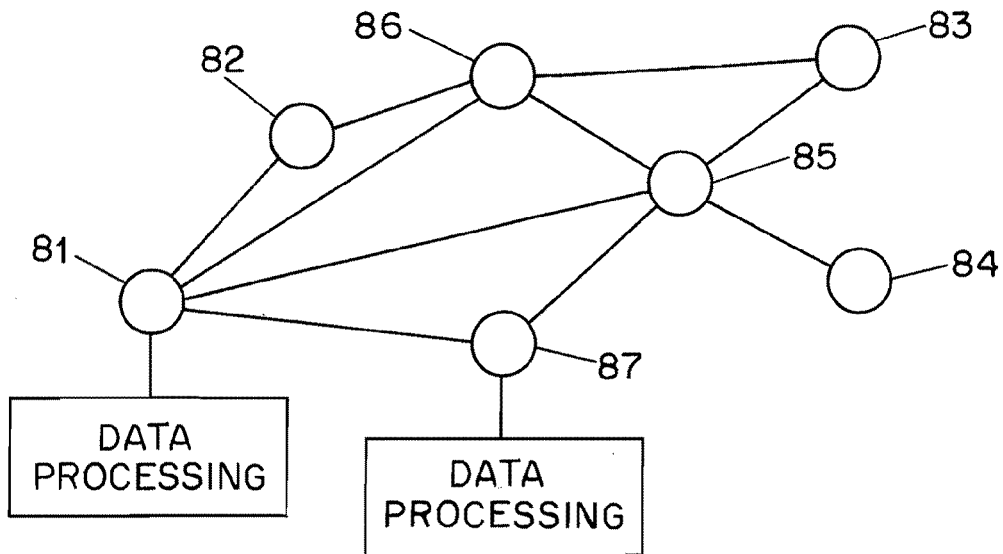 86
83
82
85
81
84
87
DATA
PROCESSING
DATA
PROCESSING